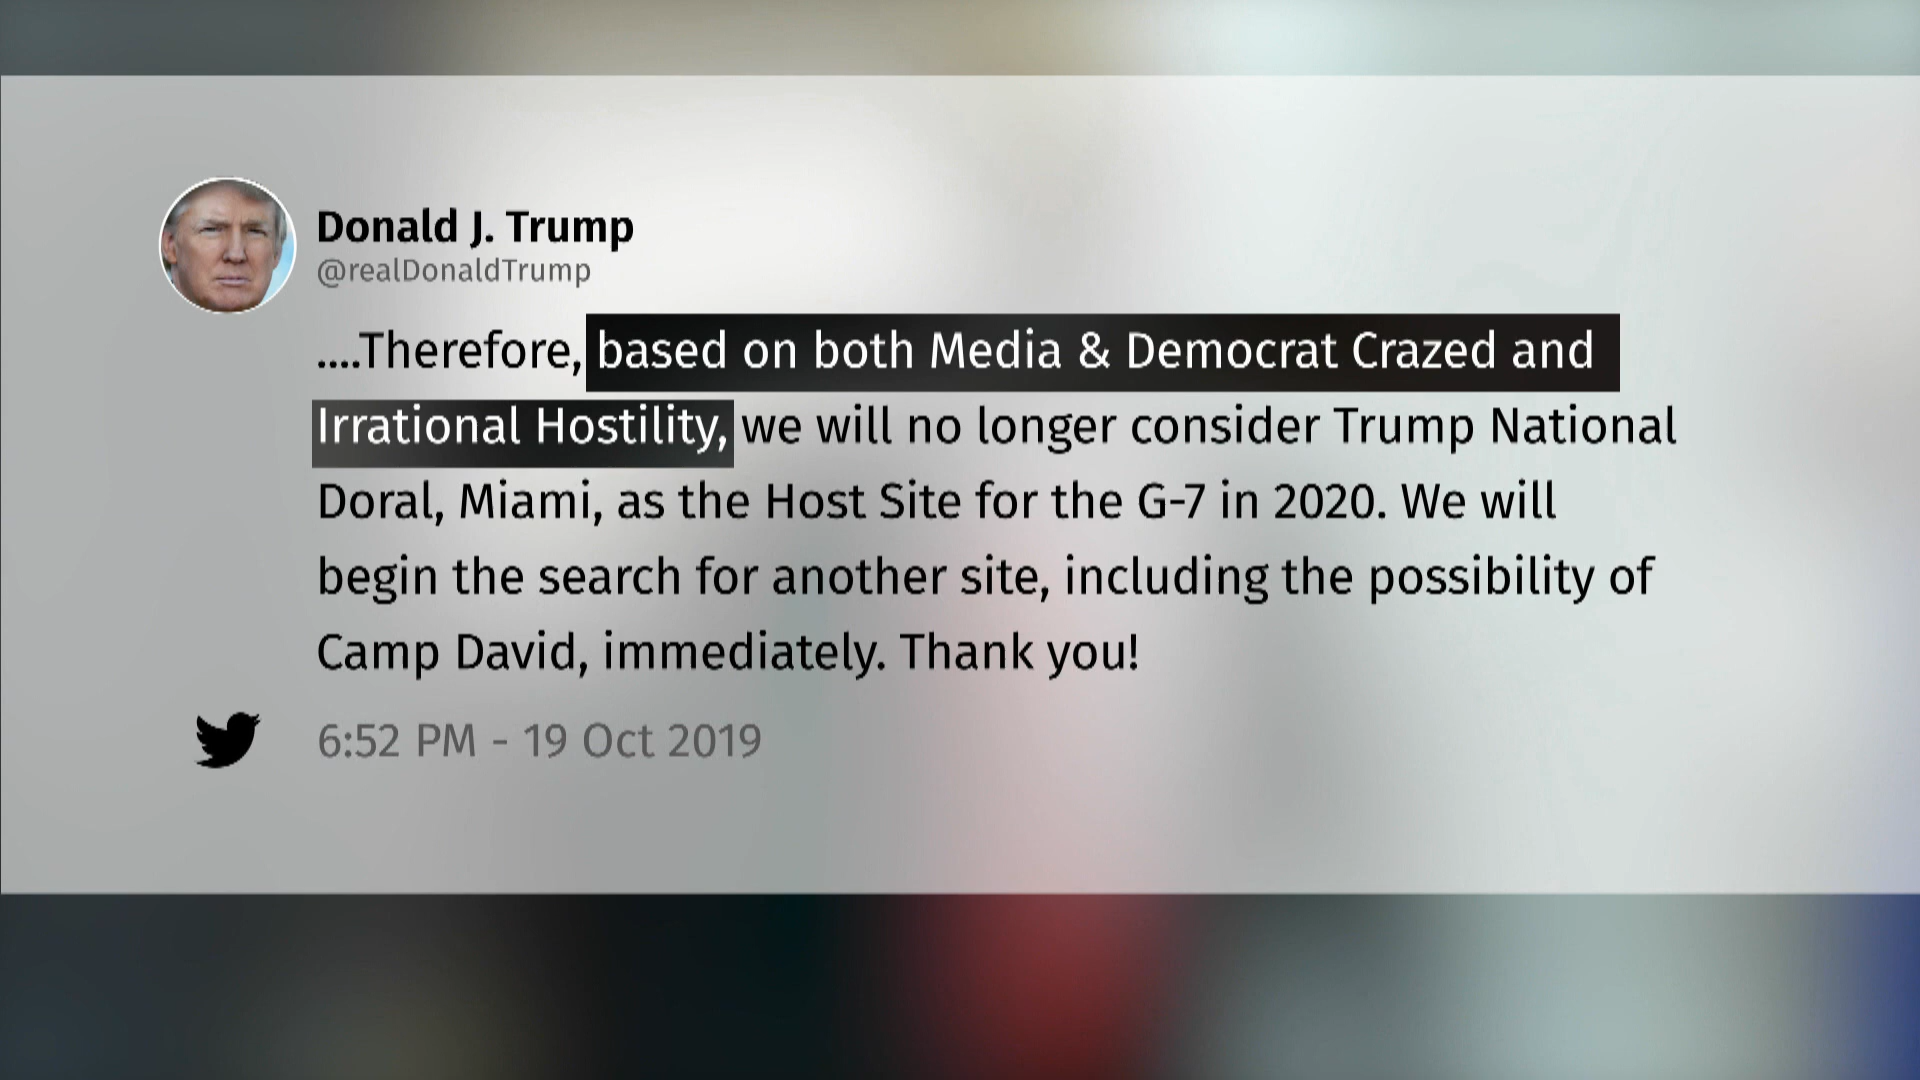 Donald J. Trump
@realDonaldTrump
....Therefore, based on both Media & Democrat Crazed and
Irrational Hostility, we will no longer consider Trump National
Doral, Miami, as the Host Site for the G-7 in 2020. We will
begin the search for another site, including the possibility of
Camp David, immediately. Thank you!
6:52 PM - 19 Oct 2019